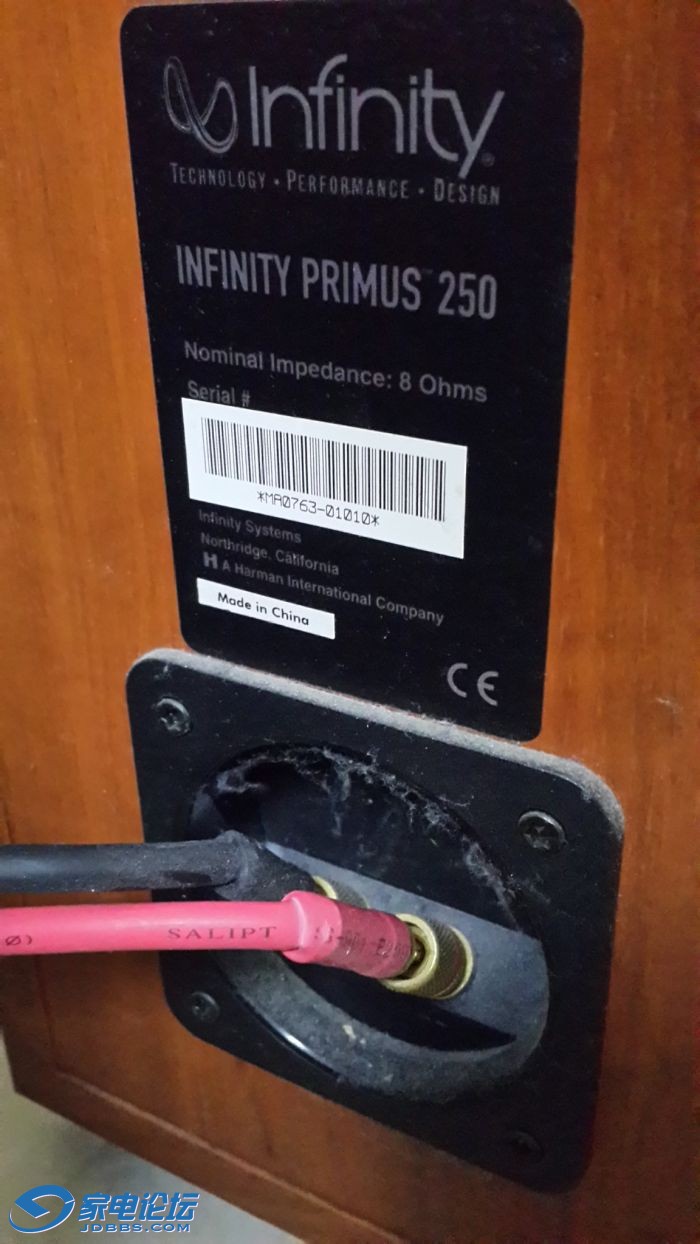 Infinity®
TECHNOLOGY • PERFORMANCE • DESIGN
INFINITY PRIMUS™ 250
Nominal Impedance: 8 Ohms
Serial #
*MA0763-01010*
Infinity Systems
Northridge, California
H A Harman International Company
Made in China
CE
Ø) SALIPT
家电论坛
JDBBS.COM